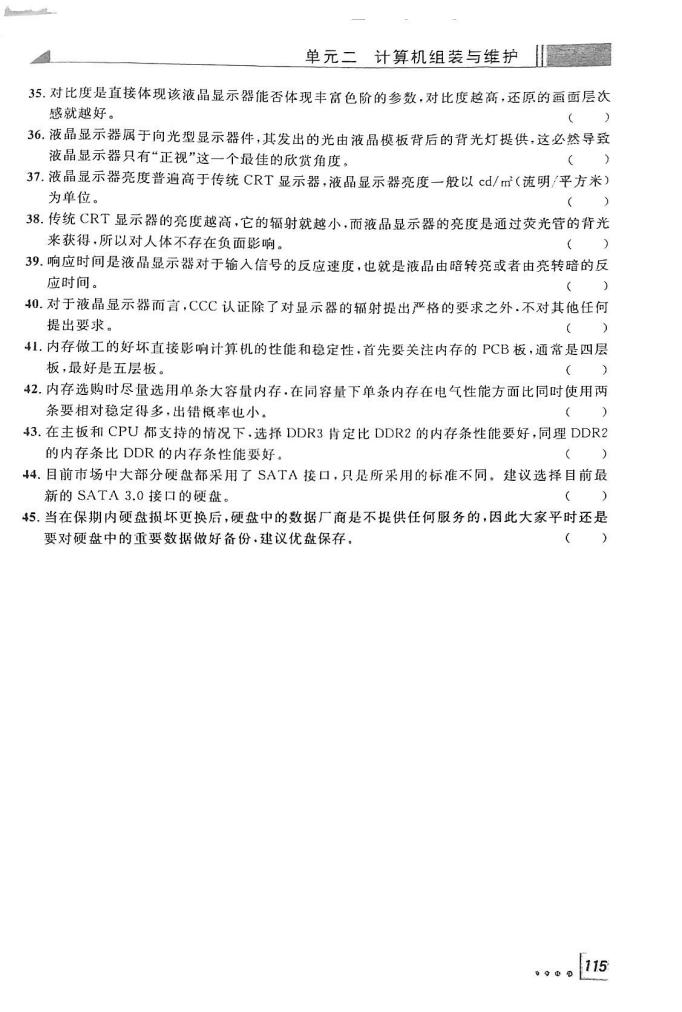 单元二 计算机组装与维护
35. 对比度是直接体现该液晶显示器能否体现丰富色阶的参数,对比度越高,还原的画面层次
感就越好。 ( )
36. 液晶显示器属于向光型显示器件,其发出的光由液晶模板背后的背光灯提供,这必然导致
液晶显示器只有“正视”这一个最佳的欣赏角度。 ( )
37. 液晶显示器亮度普遍高于传统 CRT 显示器,液晶显示器亮度一般以 cd/㎡(流明/平方米)
为单位。 ( )
38. 传统 CRT 显示器的亮度越高,它的辐射就越小,而液晶显示器的亮度是通过荧光管的背光
来获得,所以对人体不存在负面影响。 ( )
39. 响应时间是液晶显示器对于输入信号的反应速度,也就是液晶由暗转亮或者由亮转暗的反
应时间。 ( )
40. 对于液晶显示器而言,CCC 认证除了对显示器的辐射提出严格的要求之外,不对其他任何
提出要求。 ( )
41. 内存做工的好坏直接影响计算机的性能和稳定性,首先要关注内存的 PCB 板,通常是四层
板,最好是五层板。 ( )
42. 内存选购时尽量选用单条大容量内存,在同容量下单条内存在电气性能方面比同时使用两
条要相对稳定得多,出错概率也小。 ( )
43. 在主板和 CPU 都支持的情况下,选择 DDR3 肯定比 DDR2 的内存条性能要好,同理 DDR2
的内存条比 DDR 的内存条性能要好。 ( )
44. 目前市场中大部分硬盘都采用了 SATA 接口,只是所采用的标准不同。建议选择目前最
新的 SATA 3.0 接口的硬盘。 ( )
45. 当在保期内硬盘损坏更换后,硬盘中的数据厂商是不提供任何服务的,因此大家平时还是
要对硬盘中的重要数据做好备份,建议优盘保存。 ( )
115